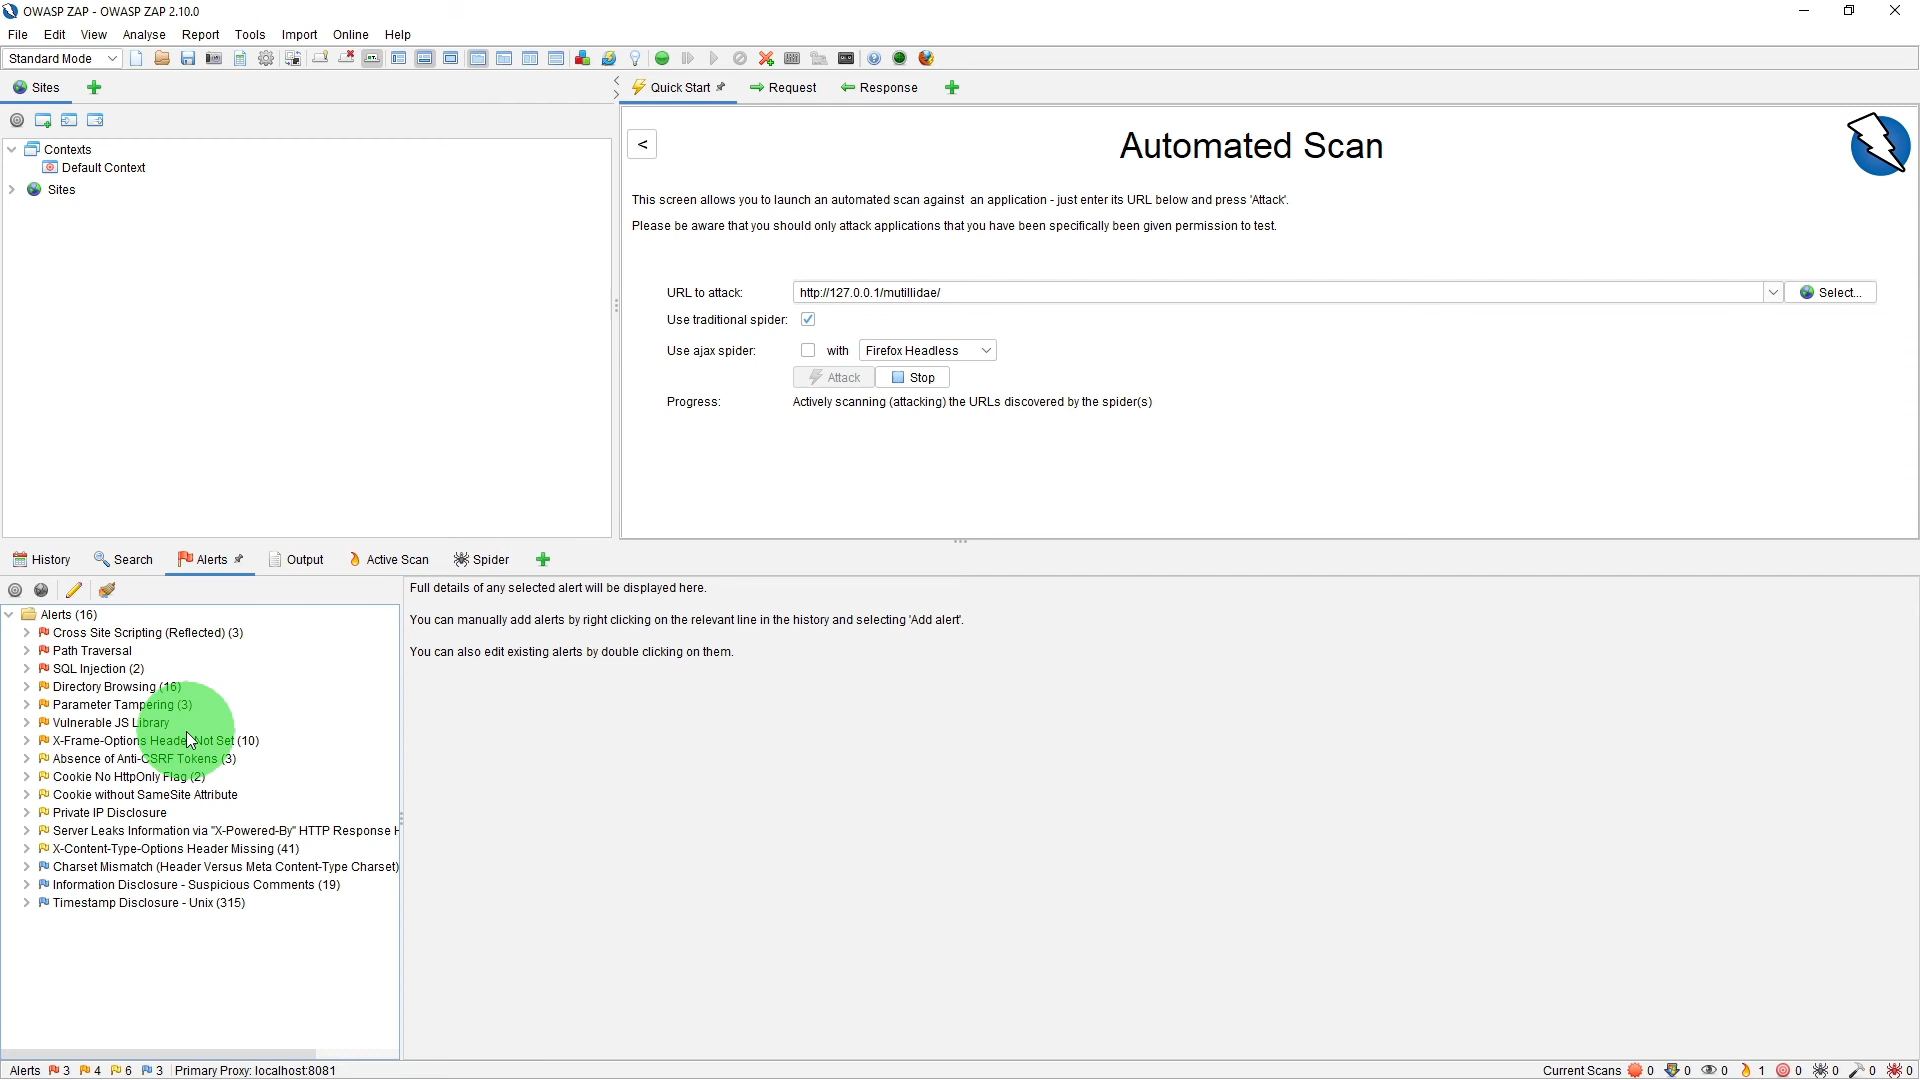 OWASP ZAP - OWASP ZAP 2.10.0
File Edit View Analyse Report Tools Import Online Help
Standard Mode
Sites
Quick Start
Request
Response
Contexts
Default Context
Sites
<
Automated Scan
This screen allows you to launch an automated scan against an application - just enter its URL below and press 'Attack'.
Please be aware that you should only attack applications that you have been specifically been given permission to test.
URL to attack: http://127.0.0.1/mutillidae/ Select...
Use traditional spider:
Use ajax spider: with Firefox Headless
Attack Stop
Progress: Actively scanning (attacking) the URLs discovered by the spider(s)
History Search Alerts Output Active Scan Spider
Alerts (16)
Cross Site Scripting (Reflected) (3)
Path Traversal
SQL Injection (2)
Directory Browsing (16)
Parameter Tampering (3)
Vulnerable JS Library
X-Frame-Options Header Not Set (10)
Absence of Anti-CSRF Tokens (3)
Cookie No HttpOnly Flag (2)
Cookie without SameSite Attribute
Private IP Disclosure
Server Leaks Information via "X-Powered-By" HTTP Response H
X-Content-Type-Options Header Missing (41)
Charset Mismatch (Header Versus Meta Content-Type Charset)
Information Disclosure - Suspicious Comments (19)
Timestamp Disclosure - Unix (315)
Full details of any selected alert will be displayed here.
You can manually add alerts by right clicking on the relevant line in the history and selecting 'Add alert'.
You can also edit existing alerts by double clicking on them.
Alerts 3 4 6 3 Primary Proxy: localhost:8081
Current Scans 0 0 0 1 0 0 0 0